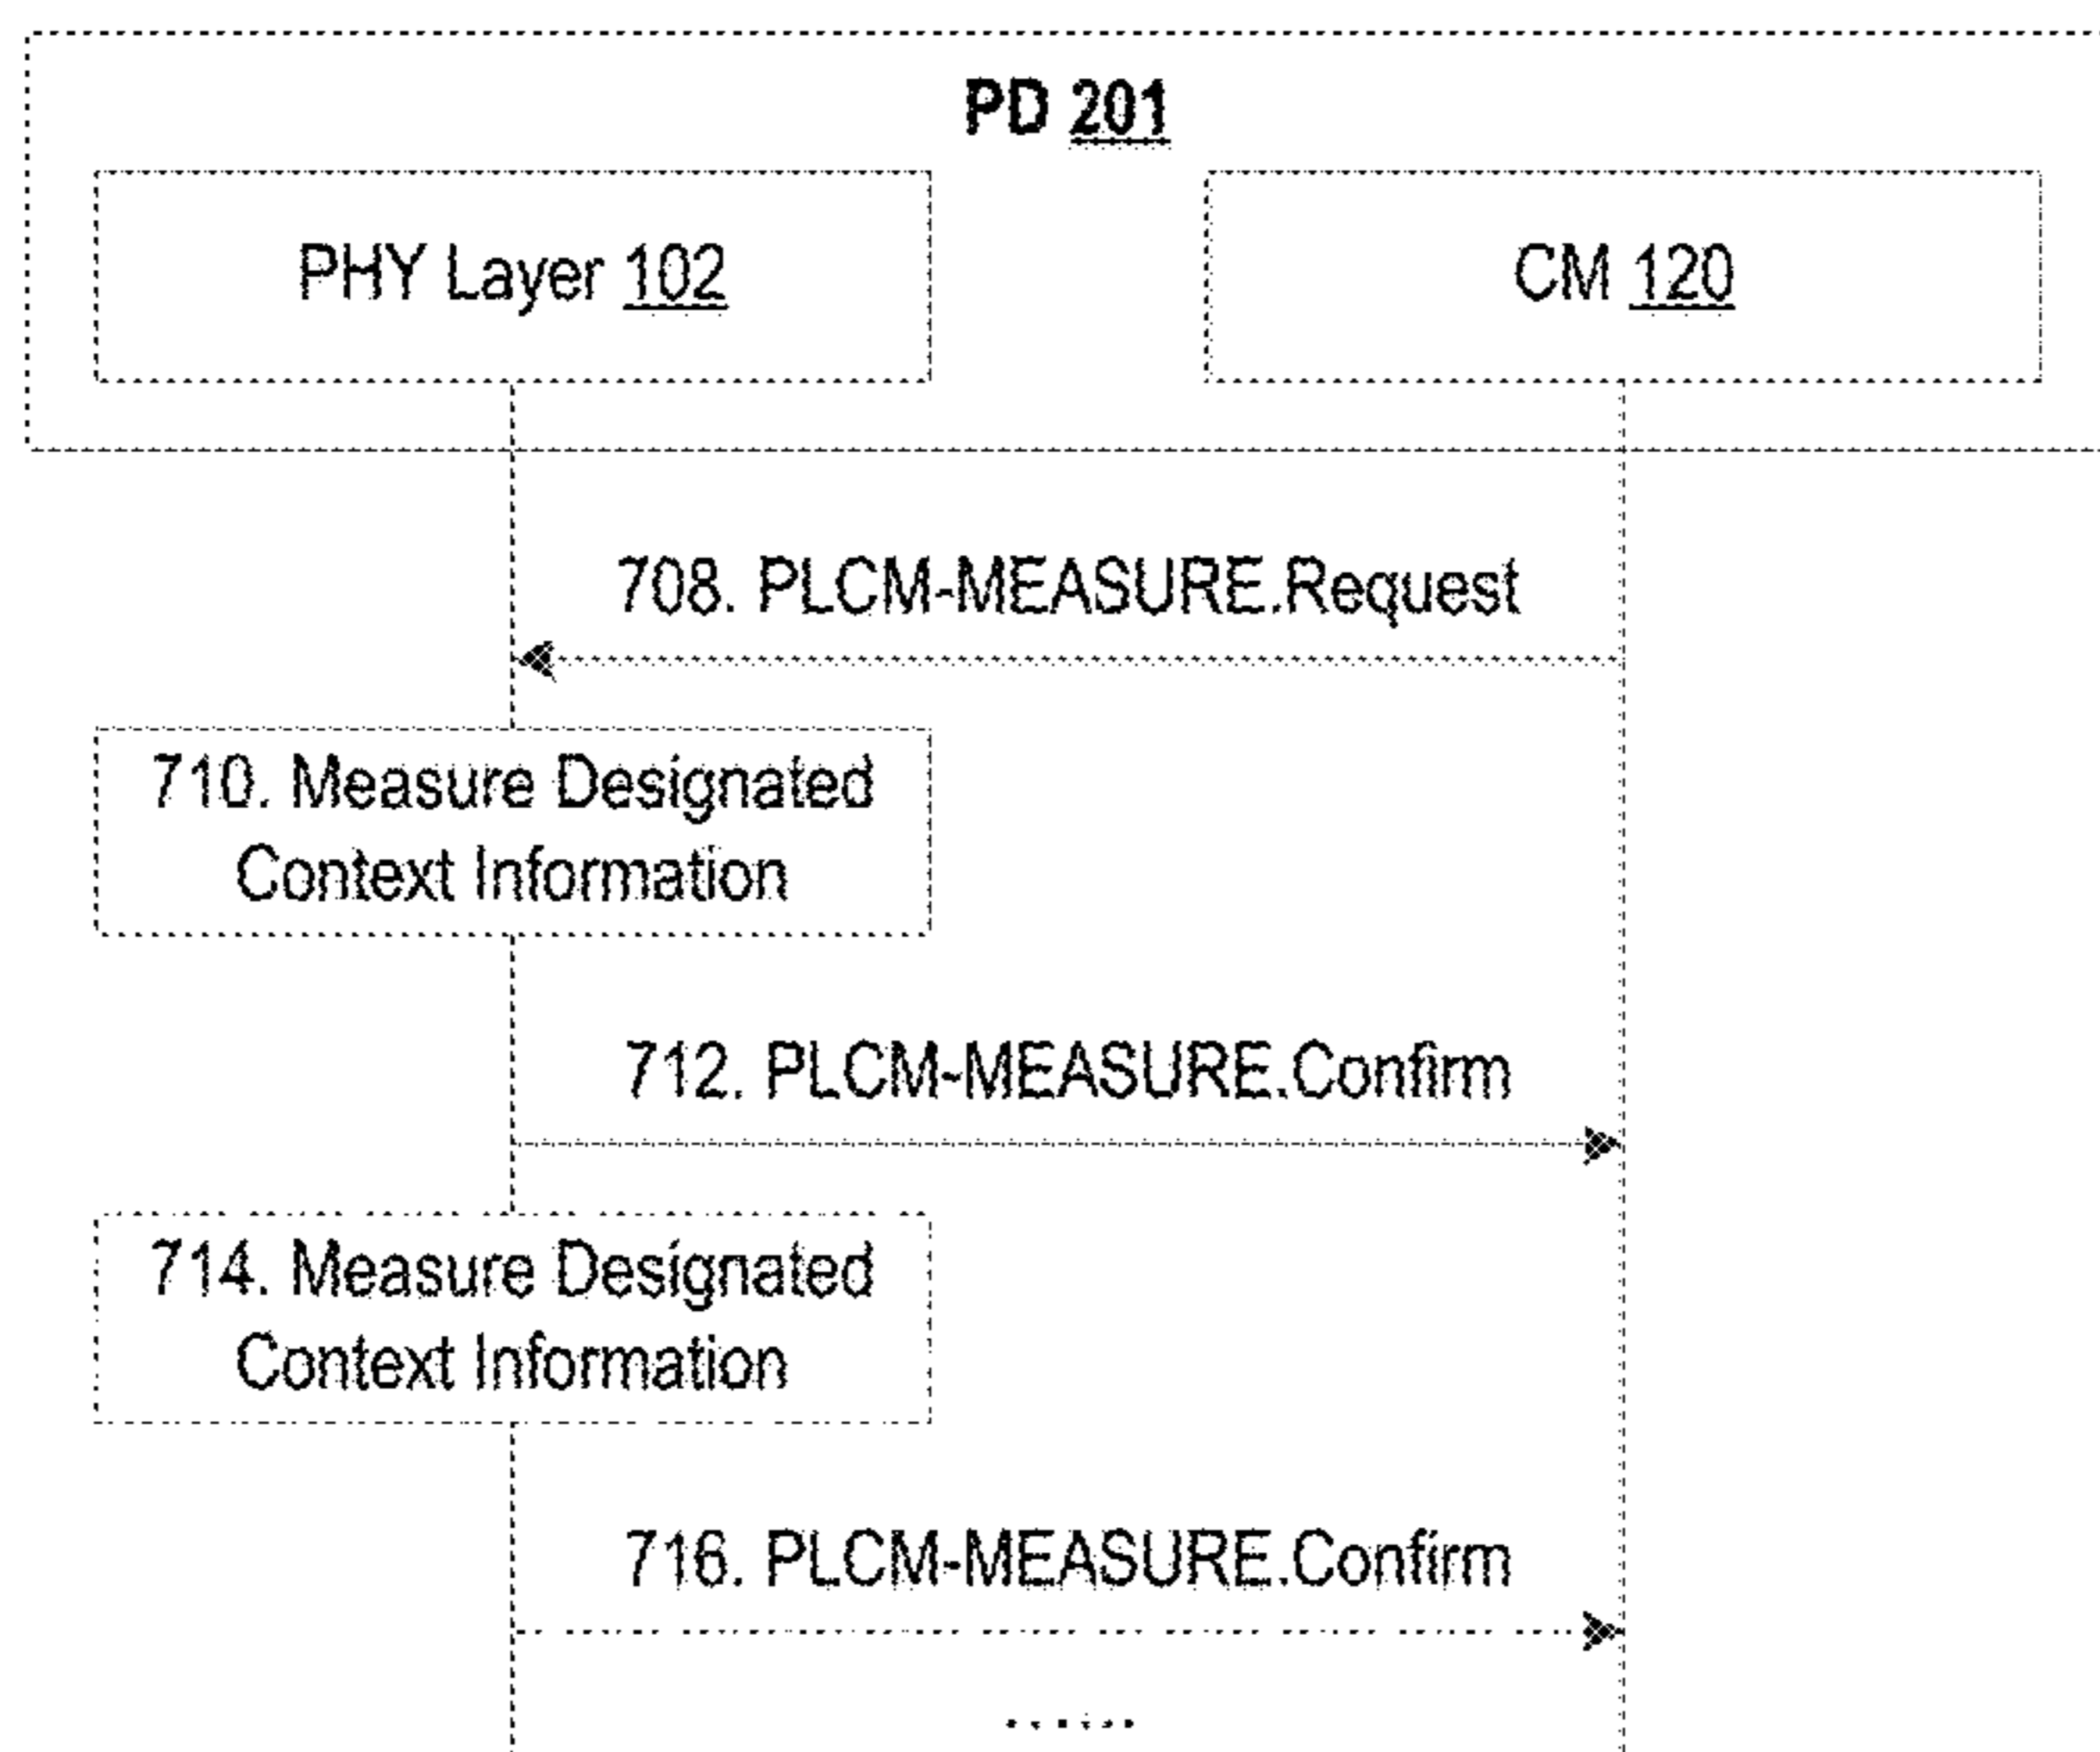 PD 201
PHY Layer 102
CM 120
708. PLCM-MEASURE.Request
710. Measure Designated
Context Information
712. PLCM-MEASURE.Confirm
714. Measure Designated
Context Information
716. PLCM-MEASURE.Confirm
......